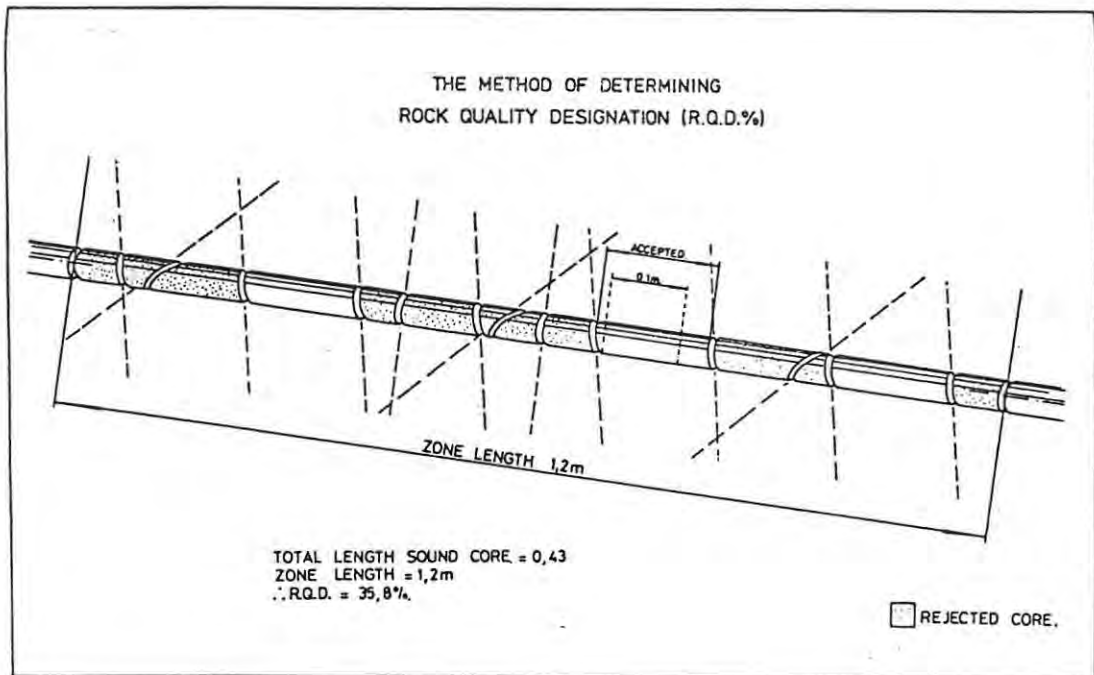 THE METHOD OF DETERMINING
ROCK QUALITY DESIGNATION (R.Q.D.%)
ACCEPTED
0,1m
ZONE LENGTH 1,2m
TOTAL LENGTH SOUND CORE = 0,43
ZONE LENGTH = 1,2m
∴ R.Q.D. = 35,8%.
REJECTED CORE.